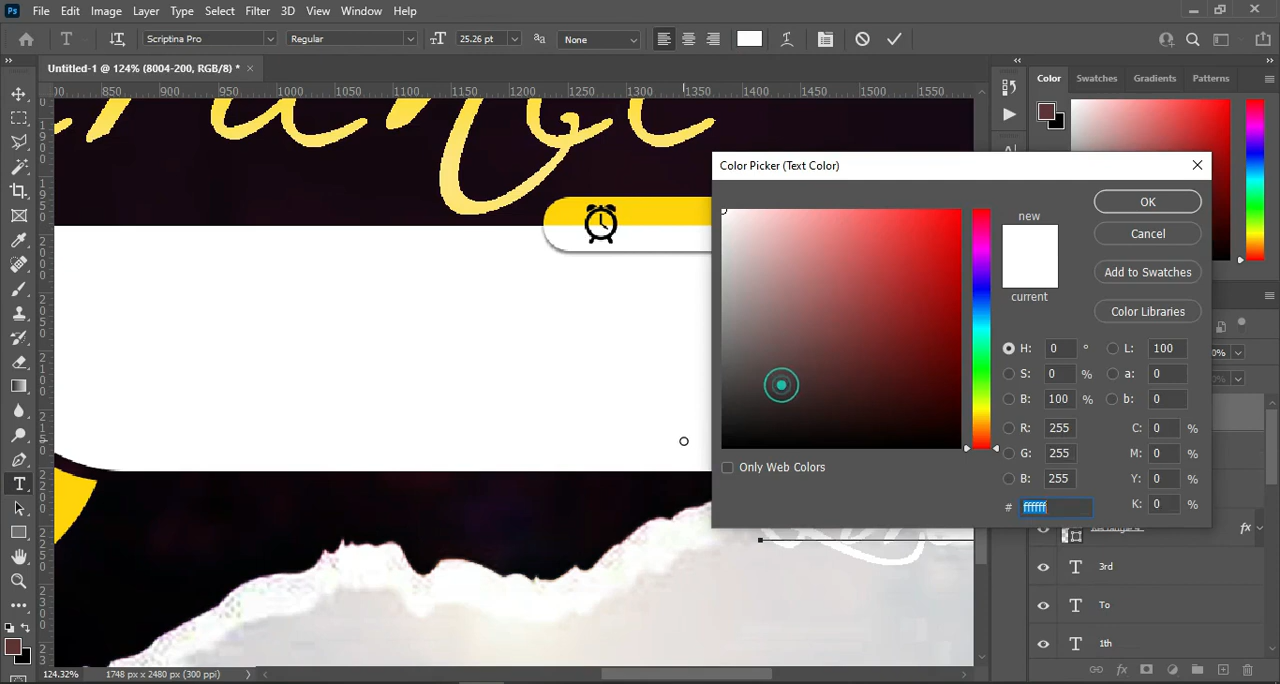 Ps File Edit Image Layer Type Select Filter 3D View Window Help
T Scriptina Pro Regular 25.26 pt None
Untitled-1 @ 124% (8004-200, RGB/8) * ×
Color Swatches Gradients Patterns
850 900 950 1000 1050 1100 1150 1200 1250 1300 1350 1400 1450 1500 1550
Color Picker (Text Color)
new
current
OK
Cancel
Add to Swatches
Color Libraries
H: 0 ° L: 100
S: 0 % a: 0
B: 100 % b: 0
R: 255 C: 0 %
G: 255 M: 0 %
B: 255 Y: 0 %
# ffffff K: 0 %
Only Web Colors
fx
T 3rd
T To
T 1th
124.32% 1748 px x 2480 px (300 ppi)
fx